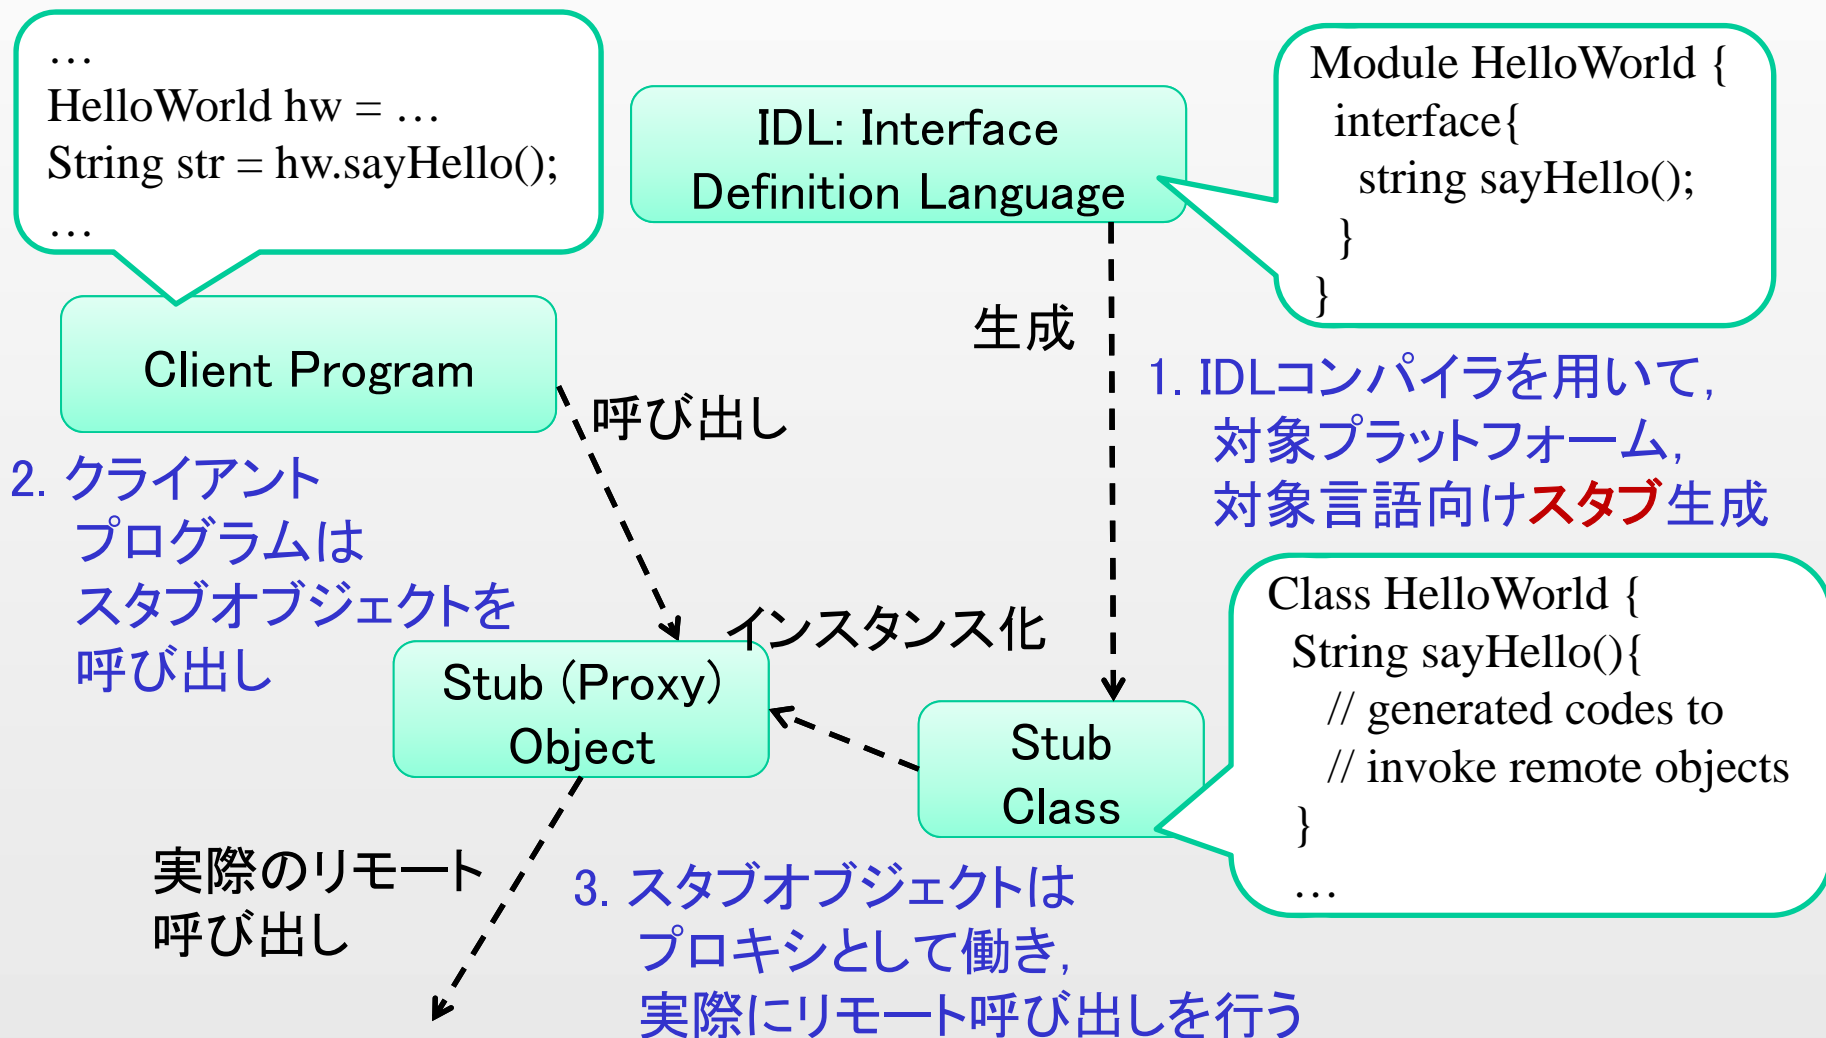 …
HelloWorld hw = …
String str = hw.sayHello();
…
IDL: Interface
Definition Language
Module HelloWorld {
interface{
string sayHello();
}
}
Client Program
生成
呼び出し
1. IDLコンパイラを用いて,
対象プラットフォーム,
対象言語向けスタブ生成
2. クライアント
プログラムは
スタブオブジェクトを
呼び出し
インスタンス化
Stub (Proxy)
Object
Stub
Class
Class HelloWorld {
String sayHello(){
// generated codes to
// invoke remote objects
}
…
実際のリモート
呼び出し
3. スタブオブジェクトは
プロキシとして働き,
実際にリモート呼び出しを行う